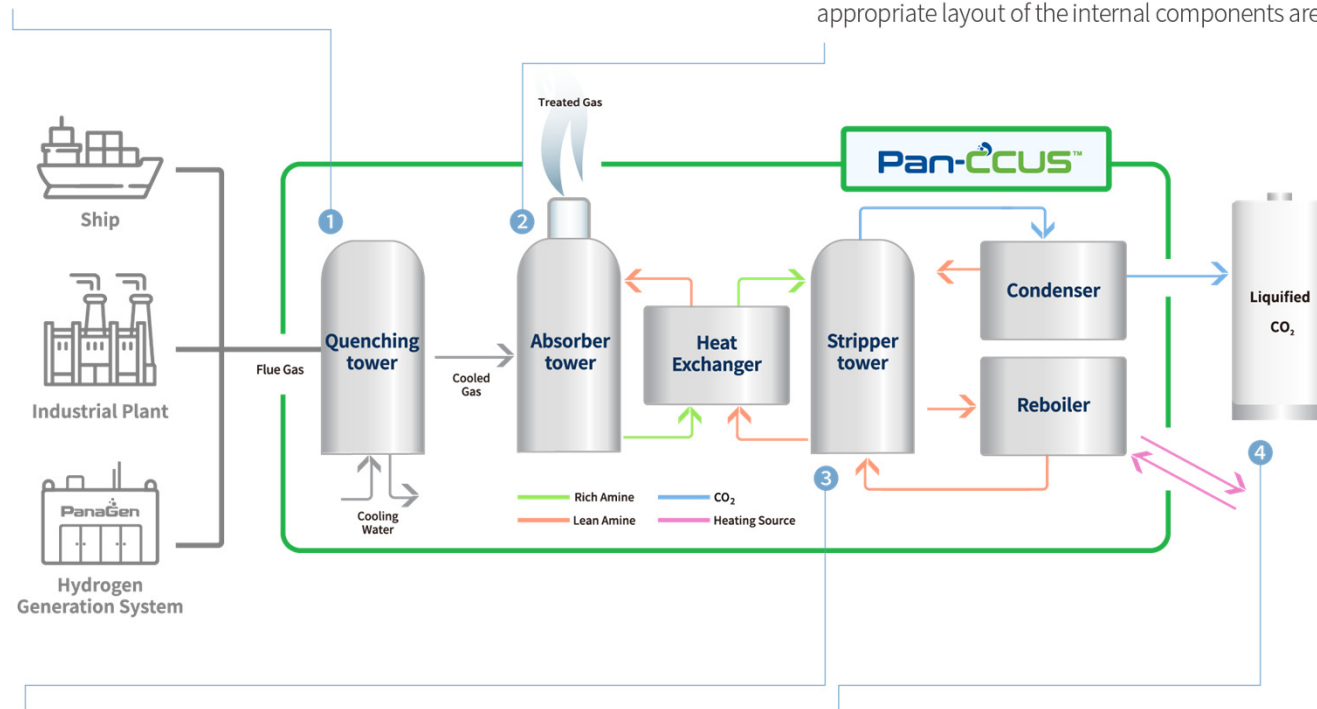 appropriate layout of the internal components are
Treated Gas
Pan-CCUS™
Ship
1
2
Quenching
tower
Absorber
tower
Heat
Exchanger
Stripper
tower
Condenser
Liquified
CO₂
Flue Gas
Cooled
Gas
Industrial Plant
Reboiler
3
4
Rich Amine
CO₂
Lean Amine
Heating Source
Cooling
Water
PanaGen
Hydrogen
Generation System